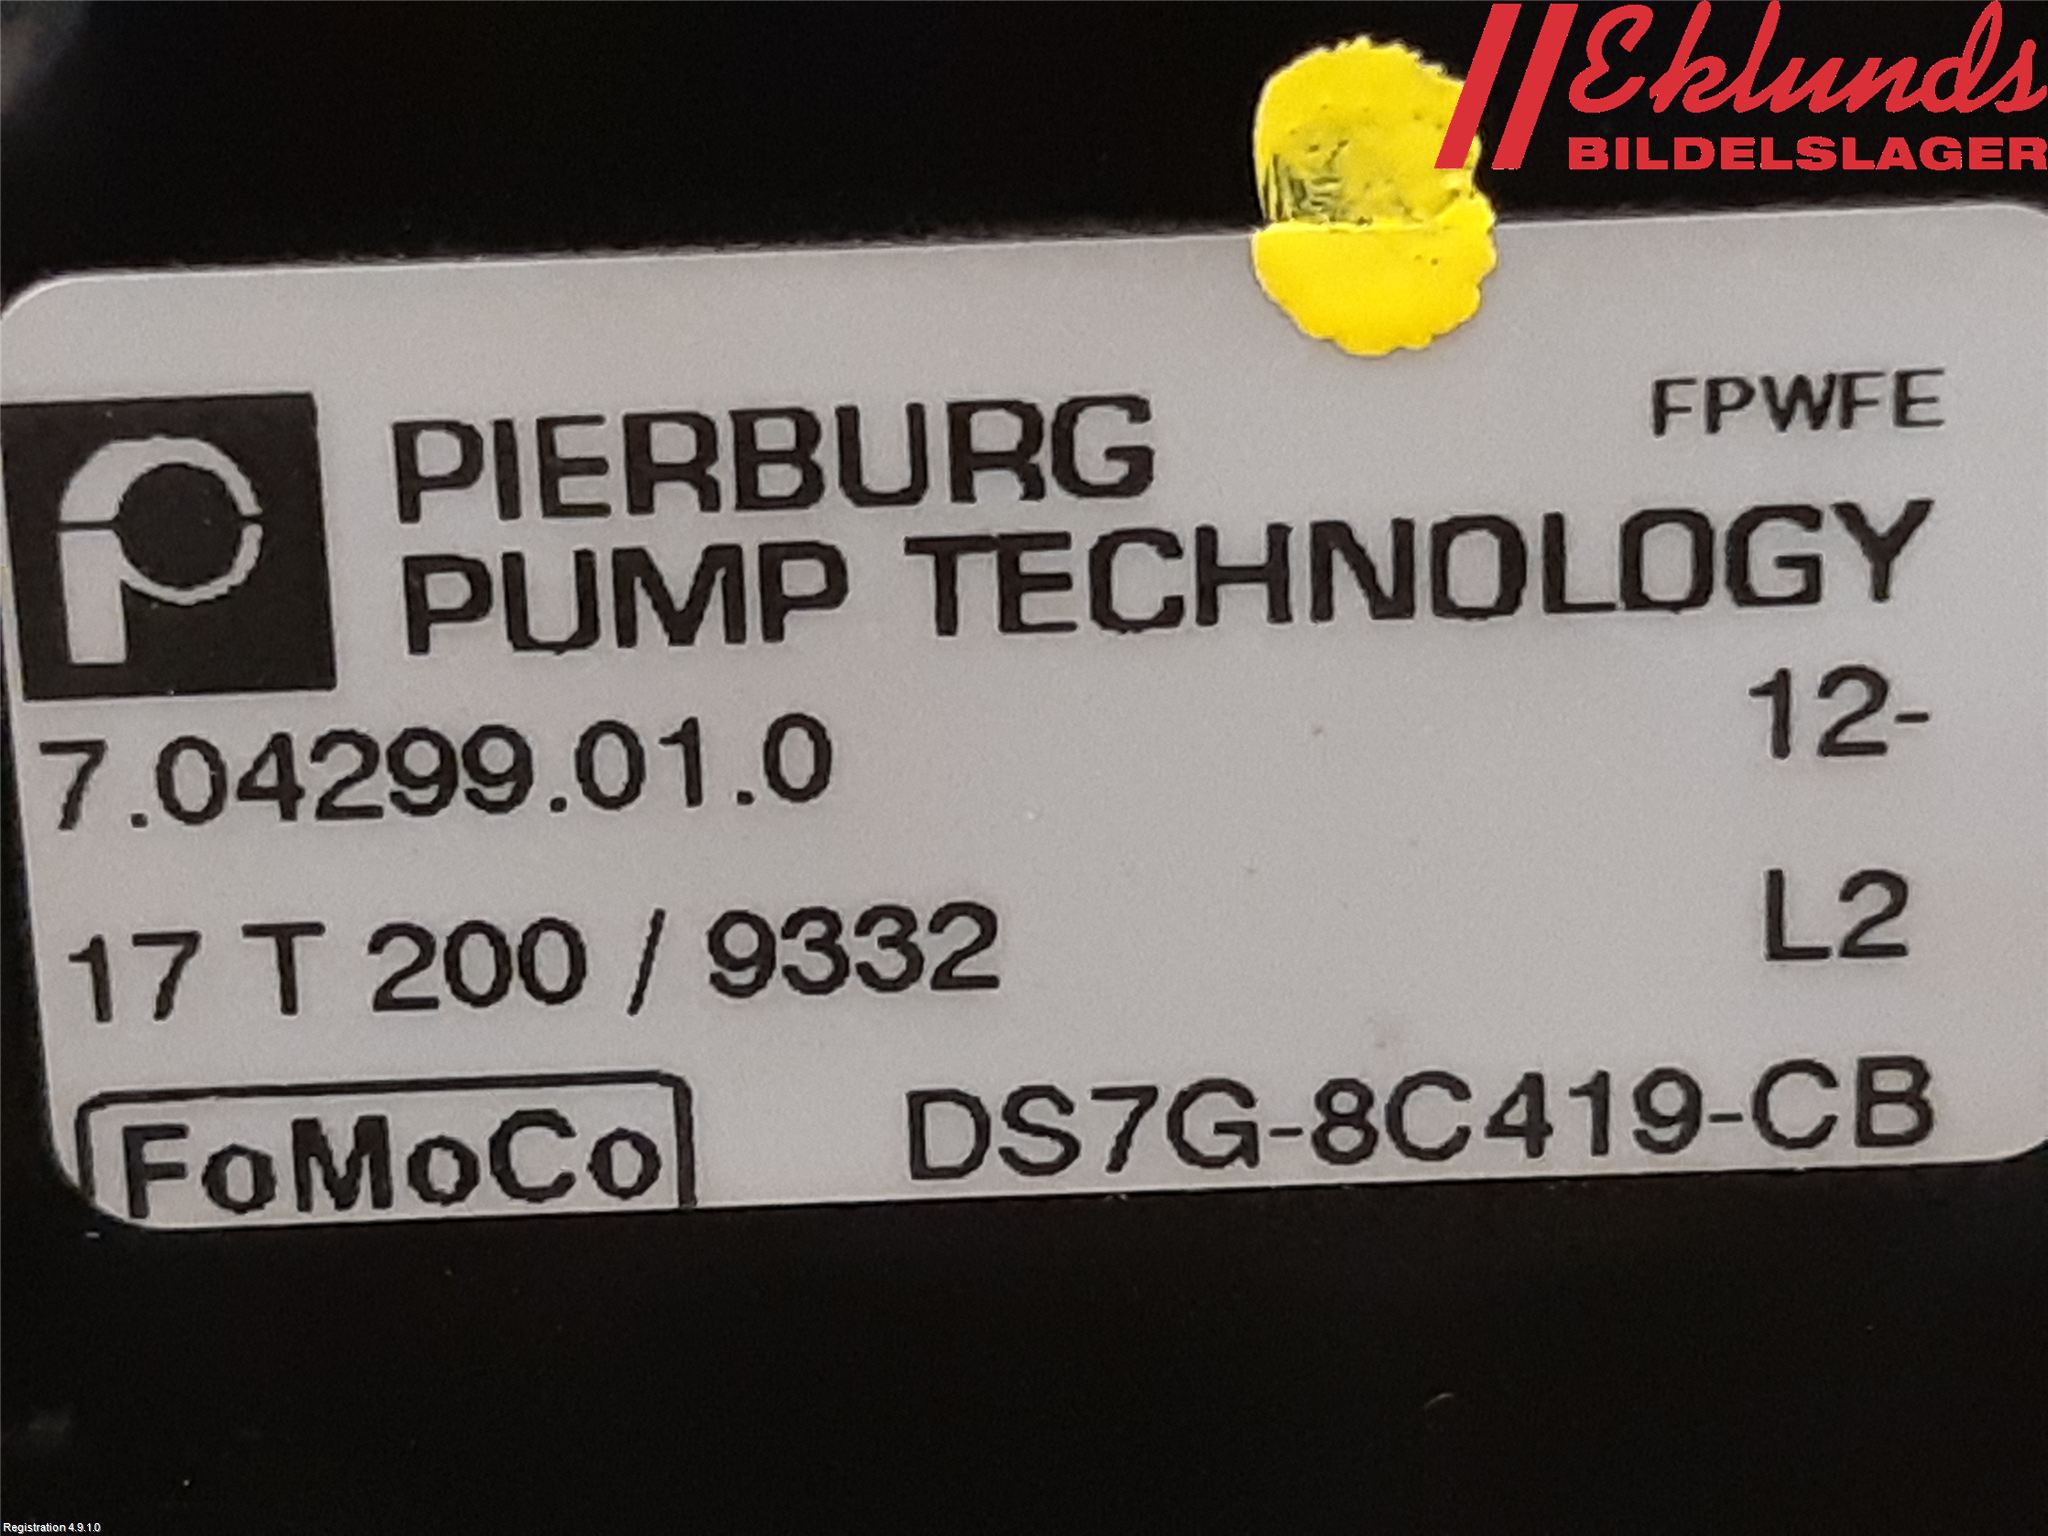 Eklunds
BILDELSLAGER
PIERBURG
FPWFE
PUMP TECHNOLOGY
7.04299.01.0
12-
17 T 200 / 9332
L2
FoMoCo
DS7G-8C419-CB
Registration 4.9.1.0